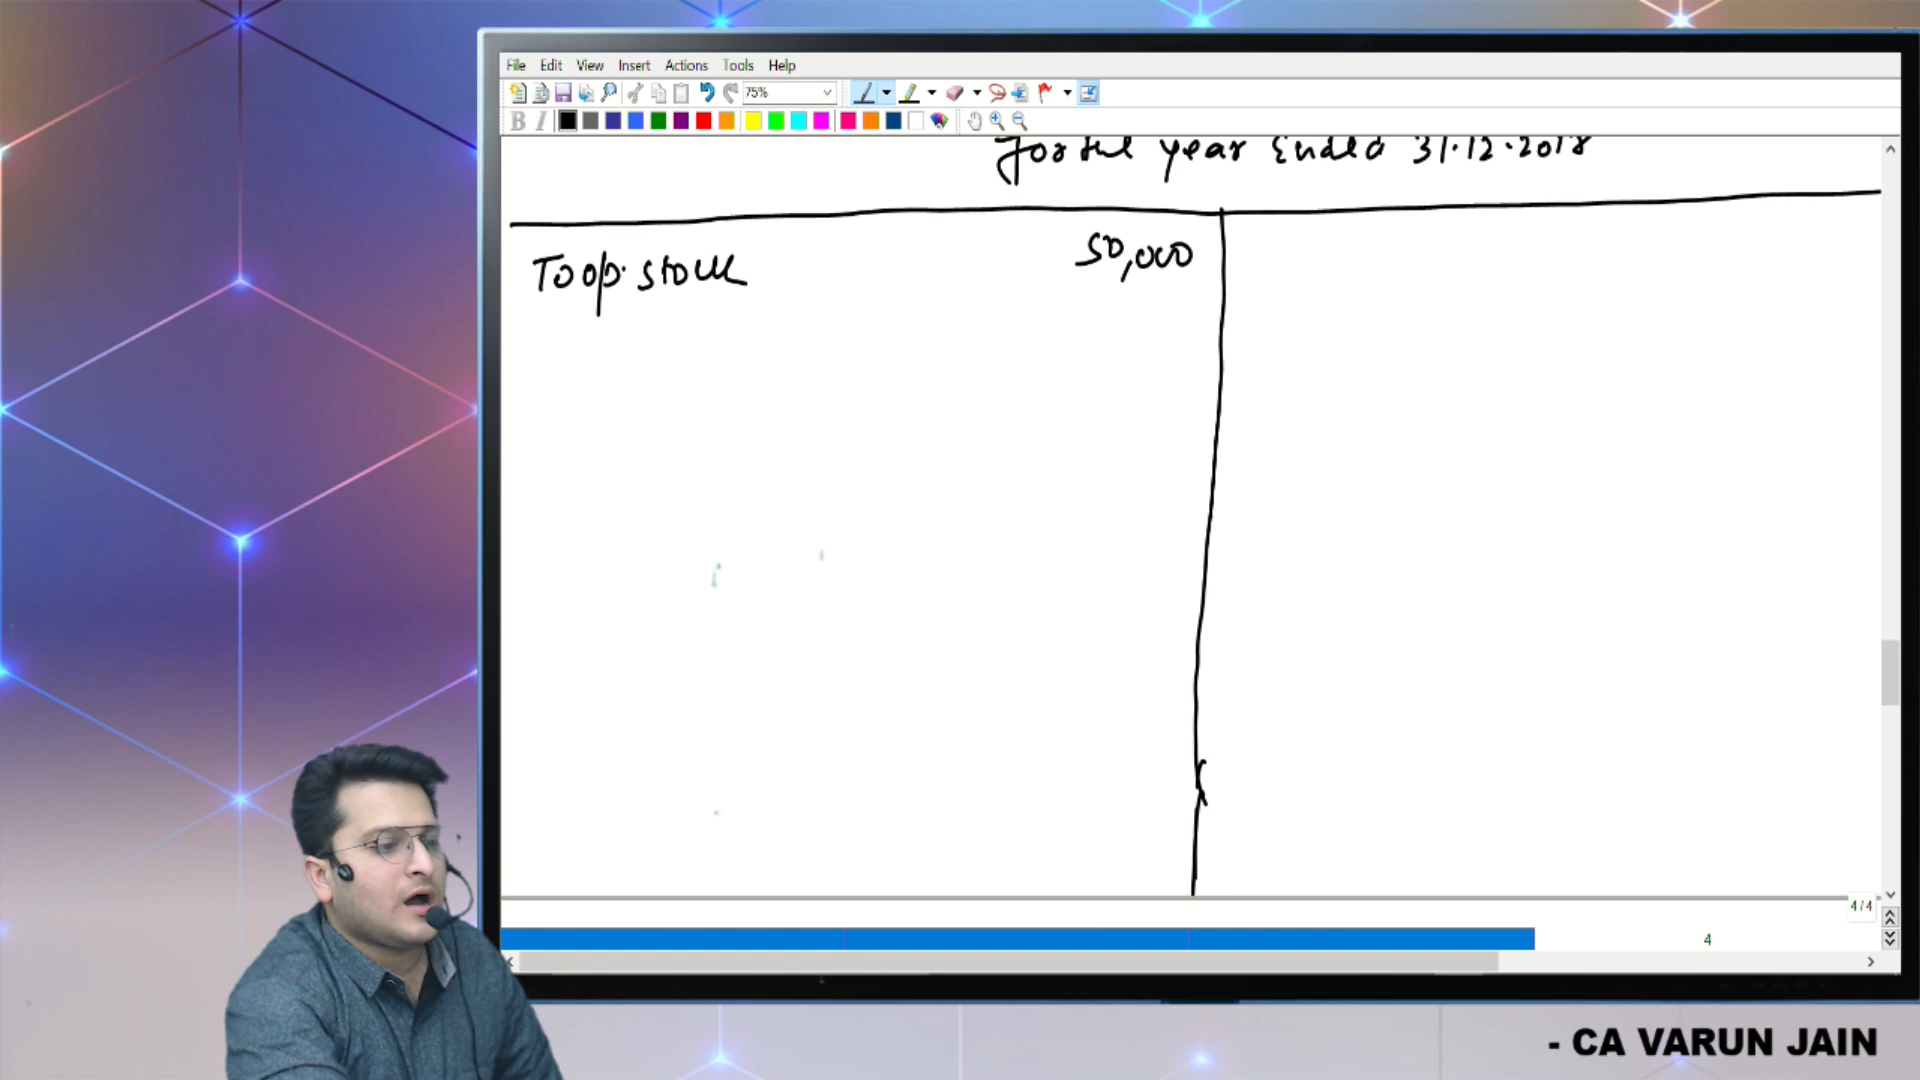 File Edit View Insert Actions Tools Help
75%
B I
for the year Ended 31.12.2018
To op. stock 50,000
4/4
4
- CA VARUN JAIN